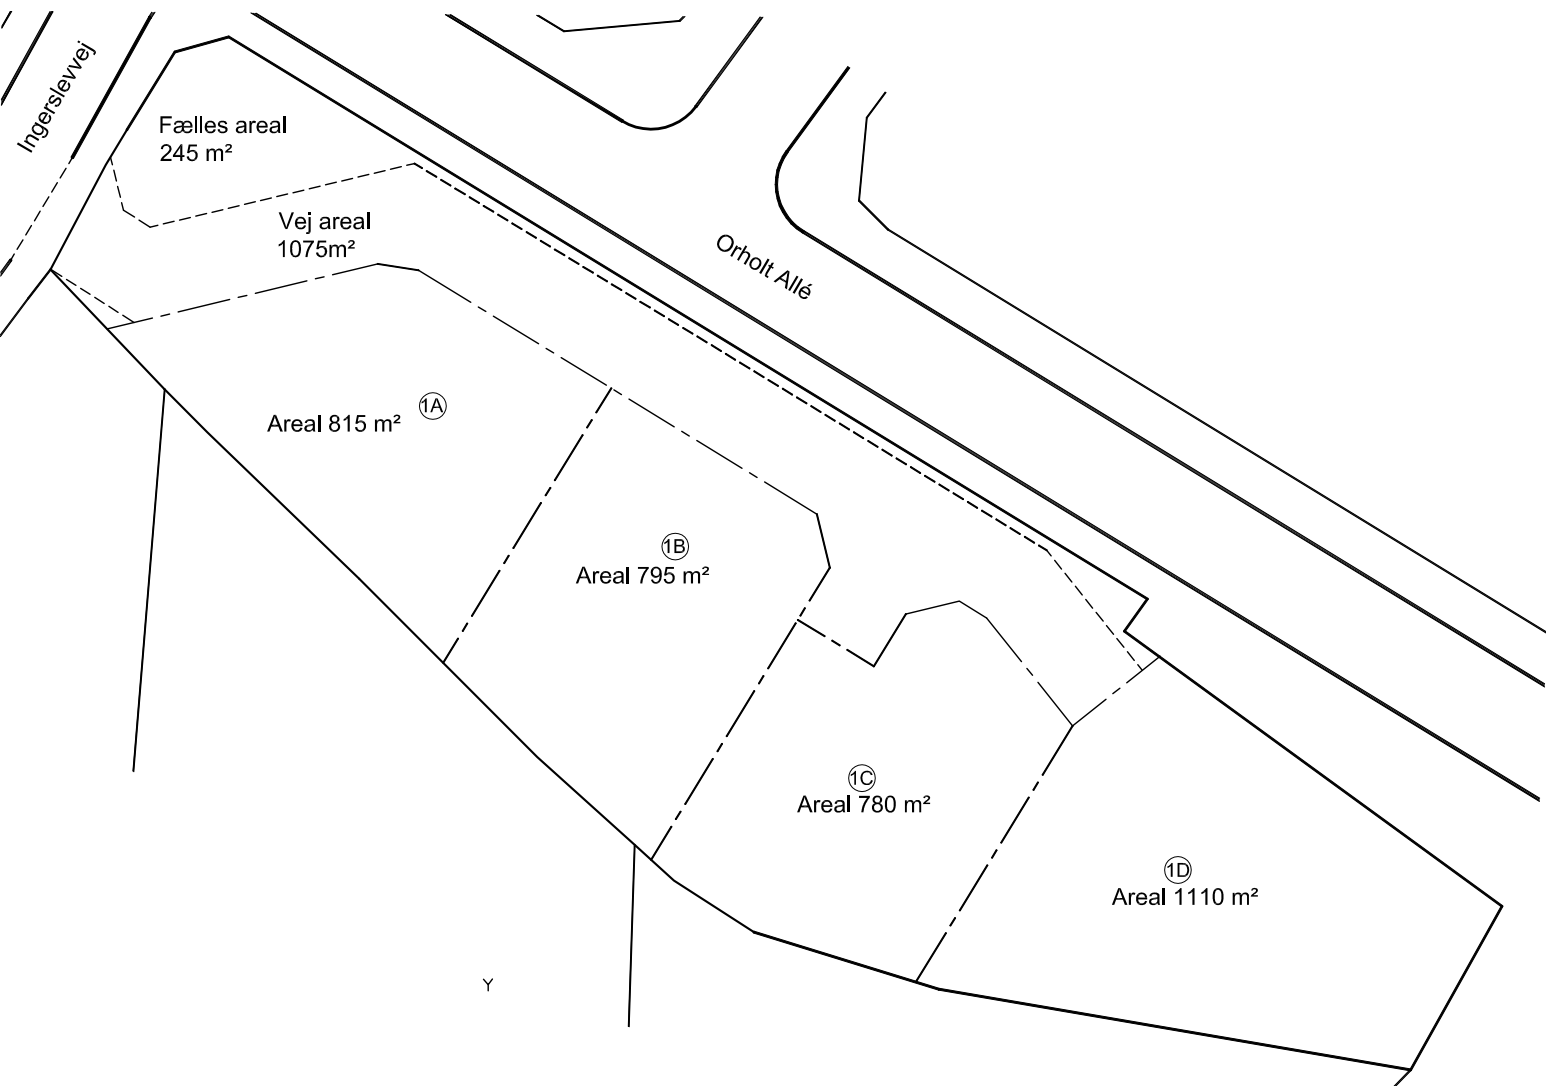 Ingerslevvej
Fælles areal
245 m²
Vej areal
1075m²
Orholt Allé
1A
Areal 815 m²
1B
Areal 795 m²
1C
Areal 780 m²
1D
Areal 1110 m²
Y